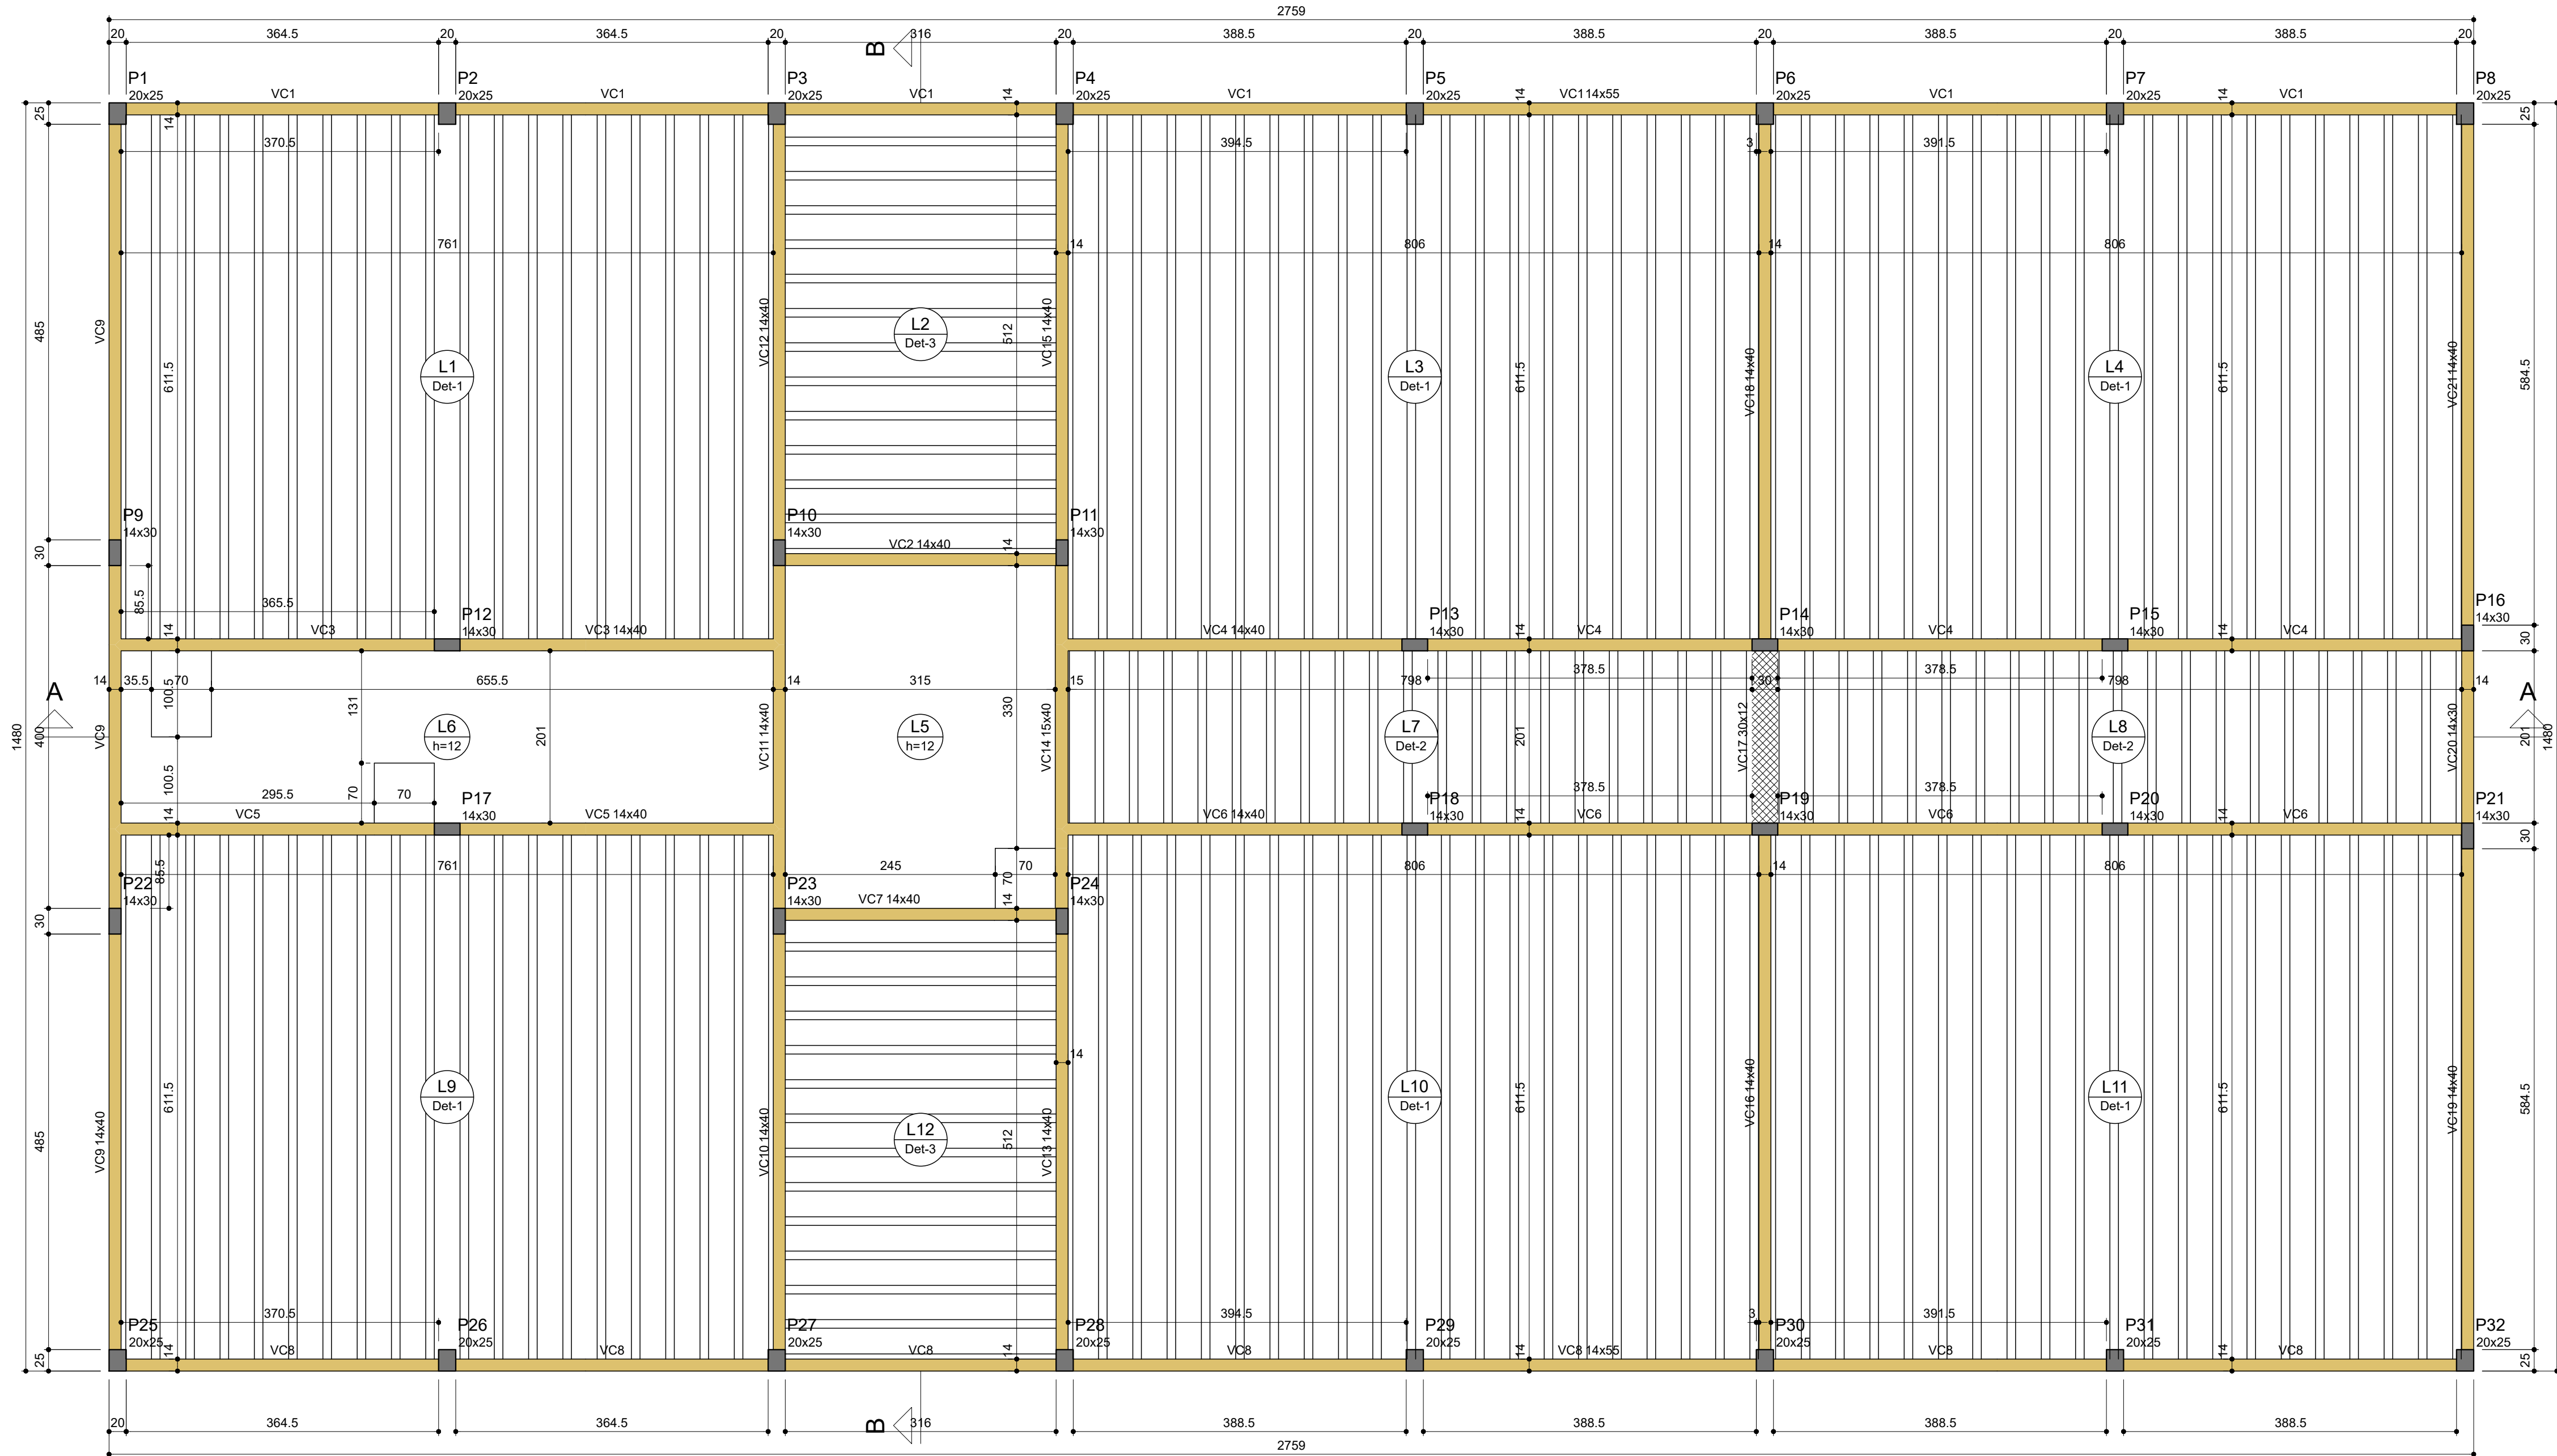 2759
20 364.5 20 364.5 20 316 20 388.5 20 388.5 20 388.5 20 388.5 20
B
P1 P2 P3 P4 P5 P6 P7 P8
20x25 20x25 20x25 20x25 20x25 20x25 20x25 20x25
VC1 VC1 VC1 VC1 VC1 14x55 VC1 VC1
25 14 14 14 14 25
370.5 394.5 3 391.5
761 14 806 14 806
485 VC9 611.5 VC12 14x40 512 VC15 14x40 611.5 VC18 14x40 611.5 VC21 14x40 584.5
L2
Det-3
L1 L3 L4
Det-1 Det-1 Det-1
P9 P10 P11
14x30 14x30 14x30
30 VC2 14x40 14
85.5 365.5
P12 P13 P14 P15 P16
14x30 14x30 14x30 14x30 14x30
14 VC3 VC3 14x40 VC4 14x40 14 VC4 VC4 14 VC4 30
378.5 378.5
A 14 35.5 70 655.5 14 315 15 798 30 798 14 A
100.5 131 330
1480 400 VC9 201 VC11 14x40 VC14 15x40 201 VC17 30x12 VC20 14x30 201 1480
L6 L5 L7 L8
h=12 h=12 Det-2 Det-2
100.5 70
295.5 70 378.5 378.5
P17 P18 P19 P20 P21
14x30 14x30 14x30 14x30 14x30
14 VC5 VC5 14x40 VC6 14x40 14 VC6 VC6 14 VC6 30
85.5 761 245 70 806 14 806
P22 P23 P24
14x30 14x30 14x30
30 VC7 14x40 14 70
14
L9 L10 L11
Det-1 Det-1 Det-1
L12
Det-3
485 VC9 14x40 611.5 VC10 14x40 512 VC13 14x40 611.5 VC16 14x40 611.5 VC19 14x40 584.5
370.5 394.5 3 391.5
P25 P26 P27 P28 P29 P30 P31 P32
20x25 20x25 20x25 20x25 20x25 20x25 20x25 20x25
25 14 VC8 VC8 VC8 14 VC8 14 VC8 14x55 VC8 14 VC8 25
20 364.5 364.5 B 316 388.5 388.5 388.5 388.5
2759